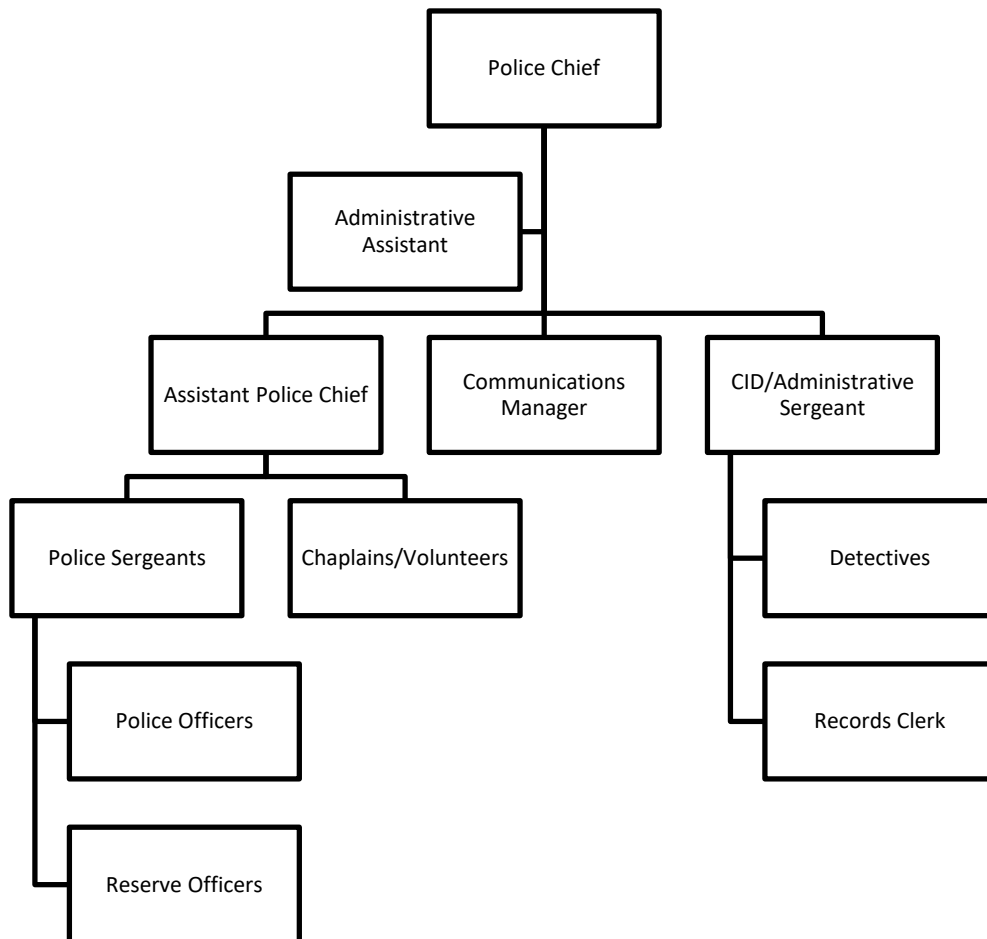 Police Chief
Administrative
Assistant
Assistant Police Chief
Communications
Manager
CID/Administrative
Sergeant
Police Sergeants
Chaplains/Volunteers
Detectives
Police Officers
Records Clerk
Reserve Officers